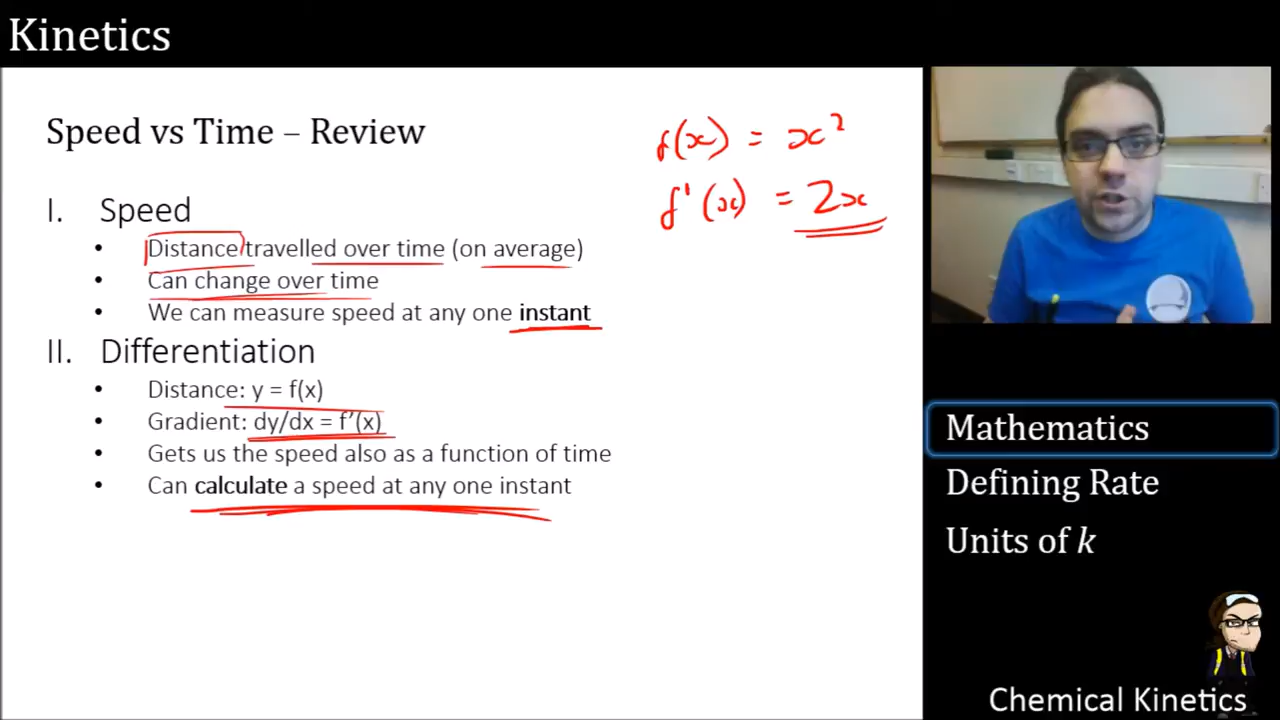 Kinetics
Speed vs Time – Review
f(x) = x²
f'(x) = 2x
I. Speed
• Distance travelled over time (on average)
• Can change over time
• We can measure speed at any one instant
II. Differentiation
• Distance: y = f(x)
• Gradient: dy/dx = f’(x)
• Gets us the speed also as a function of time
• Can calculate a speed at any one instant
Mathematics
Defining Rate
Units of k
Chemical Kinetics